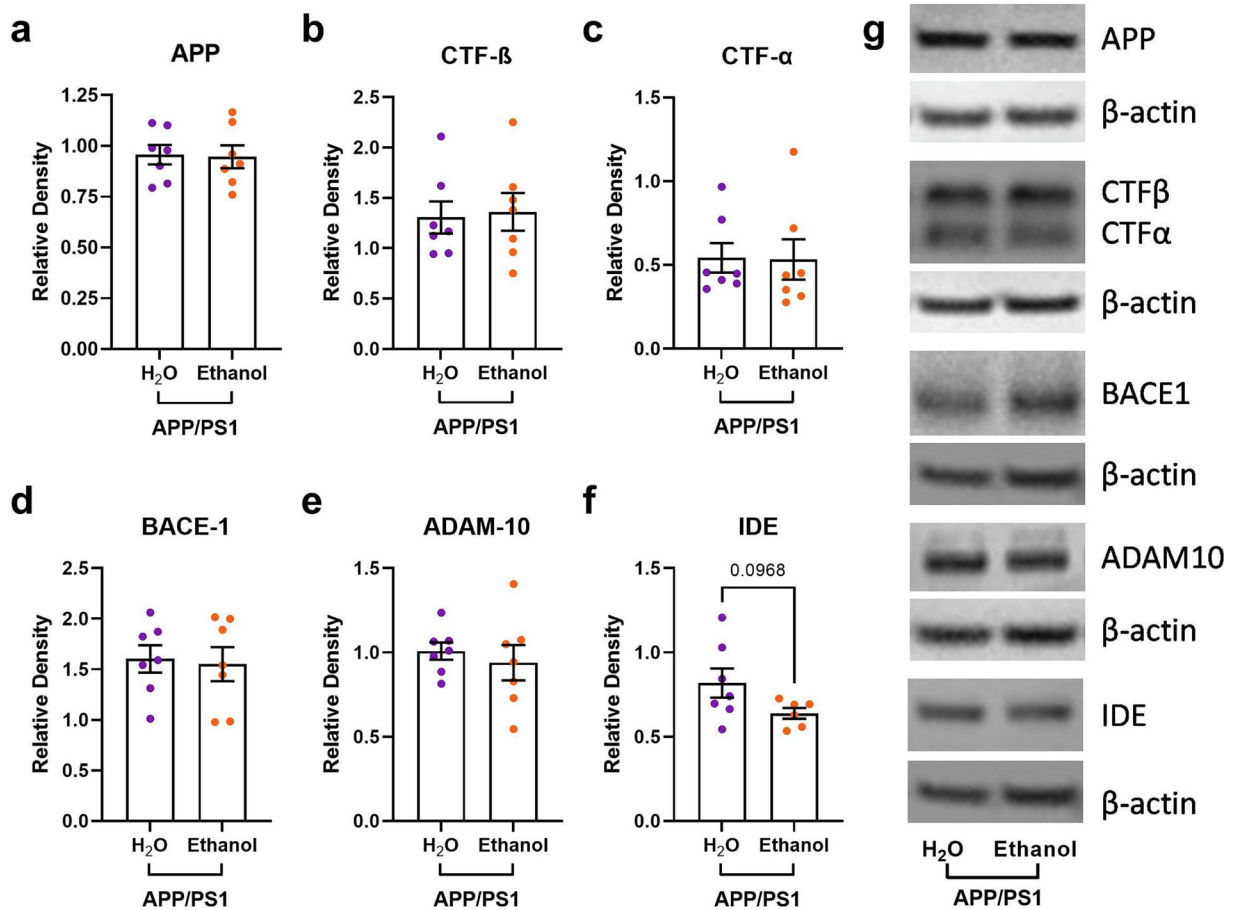 a
APP
Relative Density
1.25
1.00
0.75
0.50
0.25
0.00
H₂O Ethanol
APP/PS1
b
CTF-ß
Relative Density
2.5
2.0
1.5
1.0
0.5
0.0
H₂O Ethanol
APP/PS1
c
CTF-α
Relative Density
1.5
1.0
0.5
0.0
H₂O Ethanol
APP/PS1
d
BACE-1
Relative Density
2.5
2.0
1.5
1.0
0.5
0.0
H₂O Ethanol
APP/PS1
e
ADAM-10
Relative Density
1.5
1.0
0.5
0.0
H₂O Ethanol
APP/PS1
f
IDE
0.0968
Relative Density
1.5
1.0
0.5
0.0
H₂O Ethanol
APP/PS1
g
APP
β-actin
CTFβ
CTFα
β-actin
BACE1
β-actin
ADAM10
β-actin
IDE
β-actin
H₂O Ethanol
APP/PS1